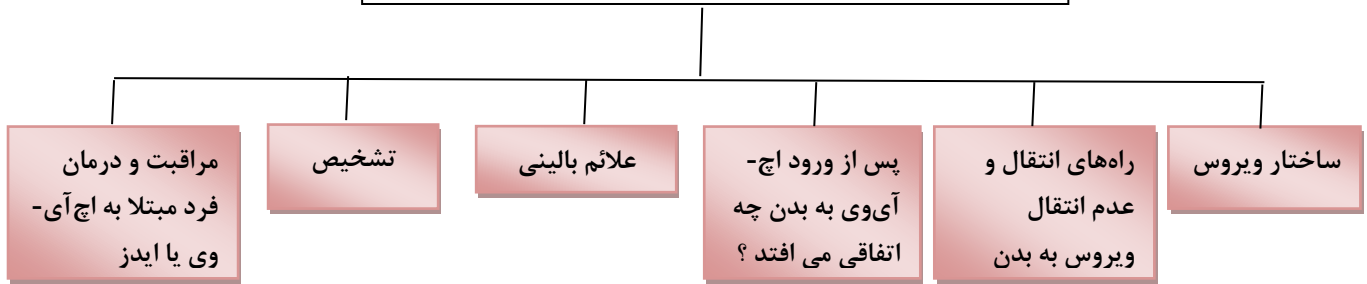 ساختار ویروس
راه‌های انتقال و
عدم انتقال
ویروس به بدن
پس از ورود اچ-
آی‌وی به بدن چه
اتفاقی می افتد ؟
علائم بالینی
تشخیص
مراقبت و درمان
فرد مبتلا به اچ‌آی-
وی یا ایدز